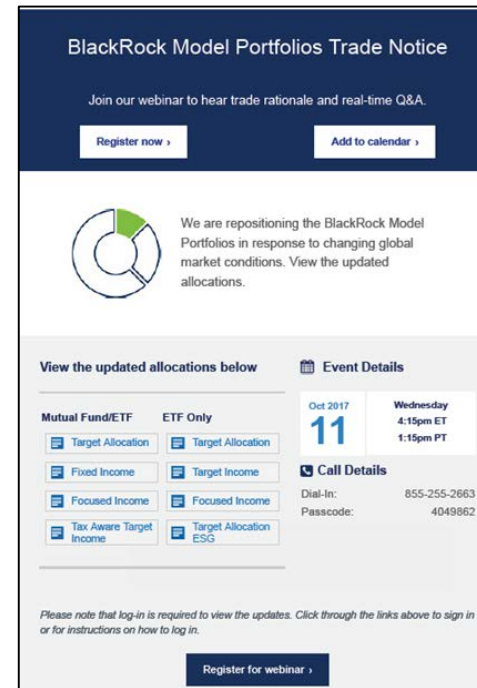 BlackRock Model Portfolios Trade Notice
Join our webinar to hear trade rationale and real-time Q&A.
Register now ›
Add to calendar ›
We are repositioning the BlackRock Model
Portfolios in response to changing global
market conditions. View the updated
allocations.
View the updated allocations below
Mutual Fund/ETF
ETF Only
Target Allocation
Target Allocation
Fixed Income
Target Income
Focused Income
Focused Income
Tax Aware Target
Income
Target Allocation
ESG
Event Details
Oct 2017
11
Wednesday
4:15pm ET
1:15pm PT
Call Details
Dial-In: 855-255-2663
Passcode: 4049862
Please note that log-in is required to view the updates. Click through the links above to sign in
or for instructions on how to log in.
Register for webinar ›